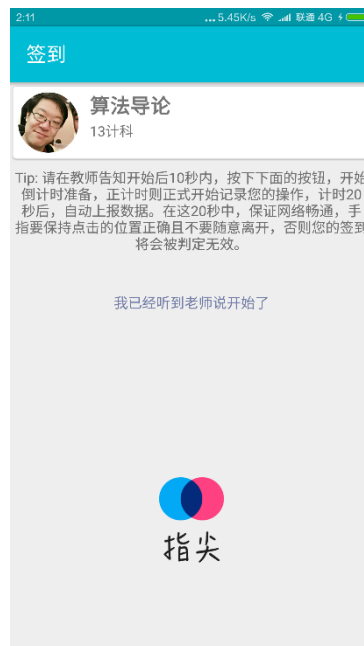 2:11 ... 5.45K/s 联通 4G
签到
算法导论
13计科
Tip: 请在教师告知开始后10秒内，按下下面的按钮，开始
倒计时准备，正计时则正式开始记录您的操作，计时20
秒后，自动上报数据。在这20秒中，保证网络畅通，手
指要保持点击的位置正确且不要随意离开，否则您的签到
将会被判定无效。
我已经听到老师说开始了
指尖